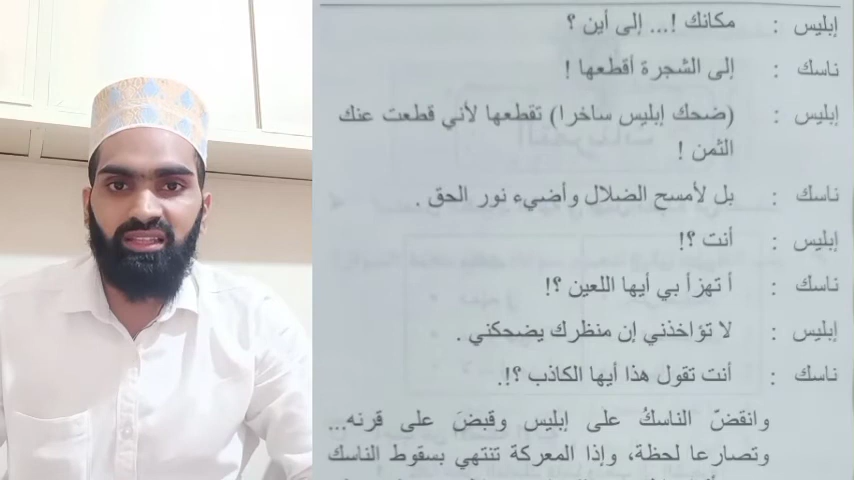 إبليس : مكانك !... إلى أين ؟
ناسك : إلى الشجرة أقطعها !
إبليس : (ضحك إبليس ساخرا) تقطعها لأني قطعت عنك
الثمن !
ناسك : بل لأمسح الضلال وأضيء نور الحق .
إبليس : أنت ؟!
ناسك : أ تهزأ بي أيها اللعين ؟!
إبليس : لا تؤاخذني إن منظرك يضحكني .
ناسك : أنت تقول هذا أيها الكاذب ؟!.
وانقضّ الناسكُ على إبليس وقبضَ على قرنه...
وتصارعا لحظة، وإذا المعركة تنتهي بسقوط الناسك